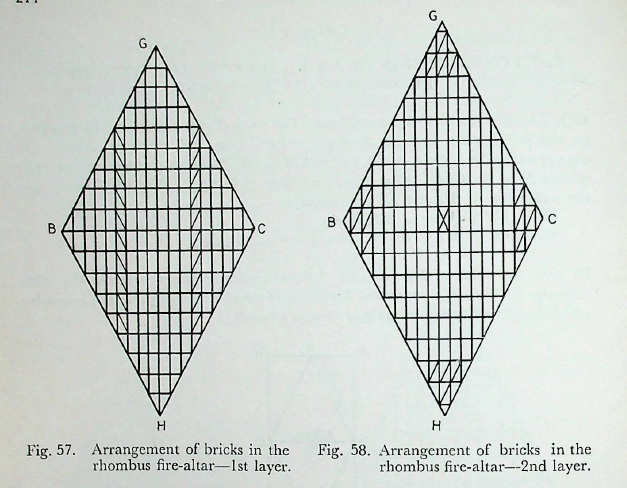 G
B
C
H
G
B
C
H
Fig. 57. Arrangement of bricks in the
rhombus fire-altar—1st layer.
Fig. 58. Arrangement of bricks in the
rhombus fire-altar—2nd layer.